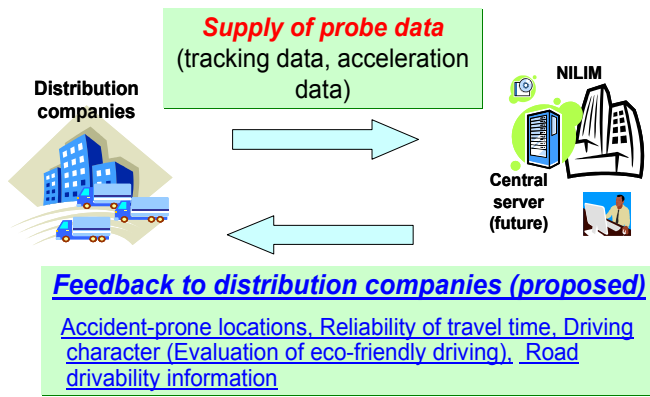 Supply of probe data
(tracking data, acceleration
data)
Distribution
companies
NILIM
Central
server
(future)
Feedback to distribution companies (proposed)
Accident-prone locations, Reliability of travel time, Driving
character (Evaluation of eco-friendly driving), Road
drivability information